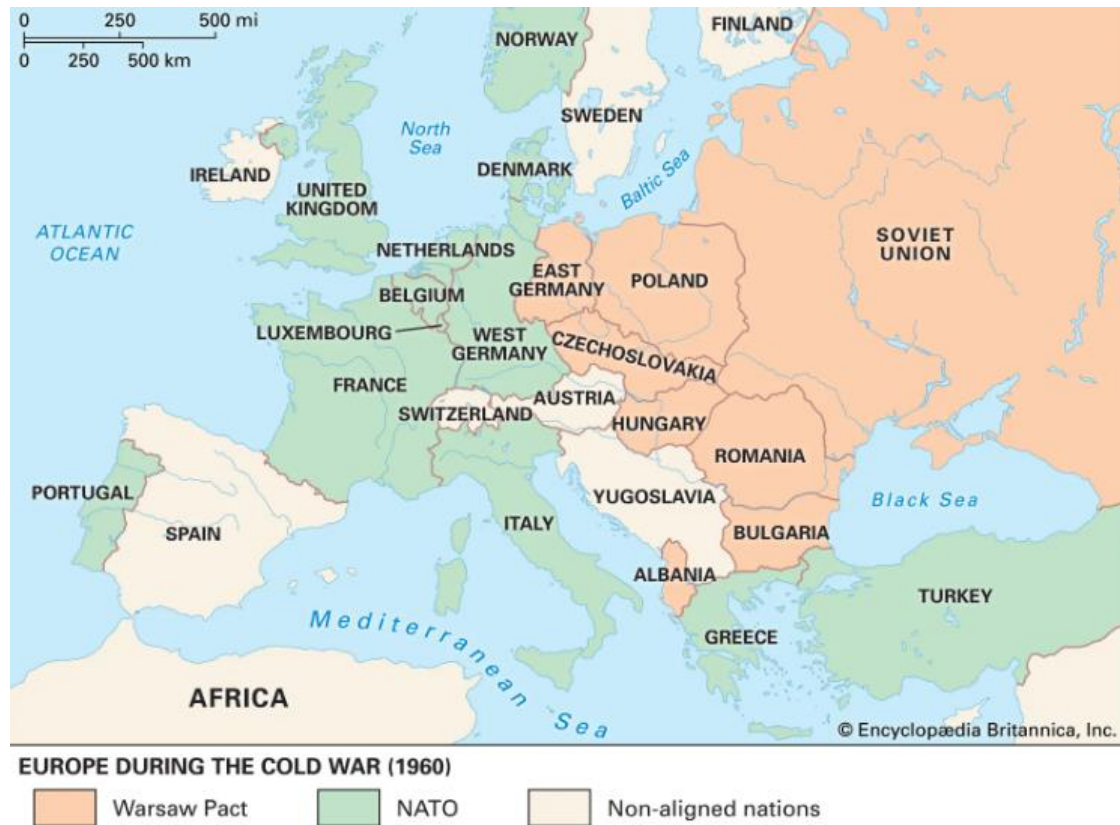 0 250 500 mi
0 250 500 km
NORWAY
FINLAND
SWEDEN
North
Sea
Baltic Sea
IRELAND
UNITED
KINGDOM
DENMARK
ATLANTIC
OCEAN
SOVIET
UNION
NETHERLANDS
EAST
GERMANY
POLAND
BELGIUM
LUXEMBOURG
WEST
GERMANY
CZECHOSLOVAKIA
FRANCE
AUSTRIA
SWITZERLAND
HUNGARY
ROMANIA
PORTUGAL
SPAIN
ITALY
YUGOSLAVIA
Black Sea
BULGARIA
ALBANIA
TURKEY
GREECE
Mediterranean Sea
AFRICA
© Encyclopædia Britannica, Inc.
EUROPE DURING THE COLD WAR (1960)
Warsaw Pact NATO Non-aligned nations